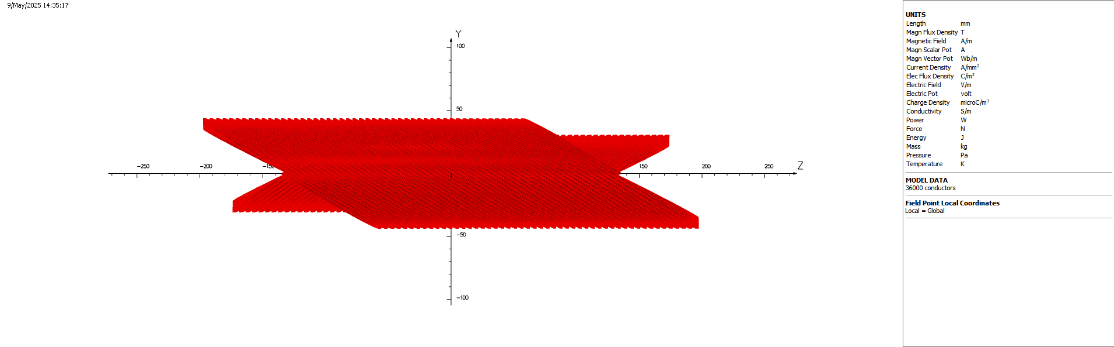 9/May/2025 14:35:17
Y
100
50
-250
-200
-150
150
200
250
Z
-50
-100
UNITS
Length mm
Magn Flux Density T
Magnetic Field A/m
Magn Scalar Pot A
Magn Vector Pot Wb/m
Current Density A/mm²
Elec Flux Density C/m²
Electric Field V/m
Electric Pot volt
Charge Density microC/m³
Conductivity S/m
Power W
Force N
Energy J
Mass kg
Pressure Pa
Temperature K
MODEL DATA
36000 conductors
Field Point Local Coordinates
Local = Global